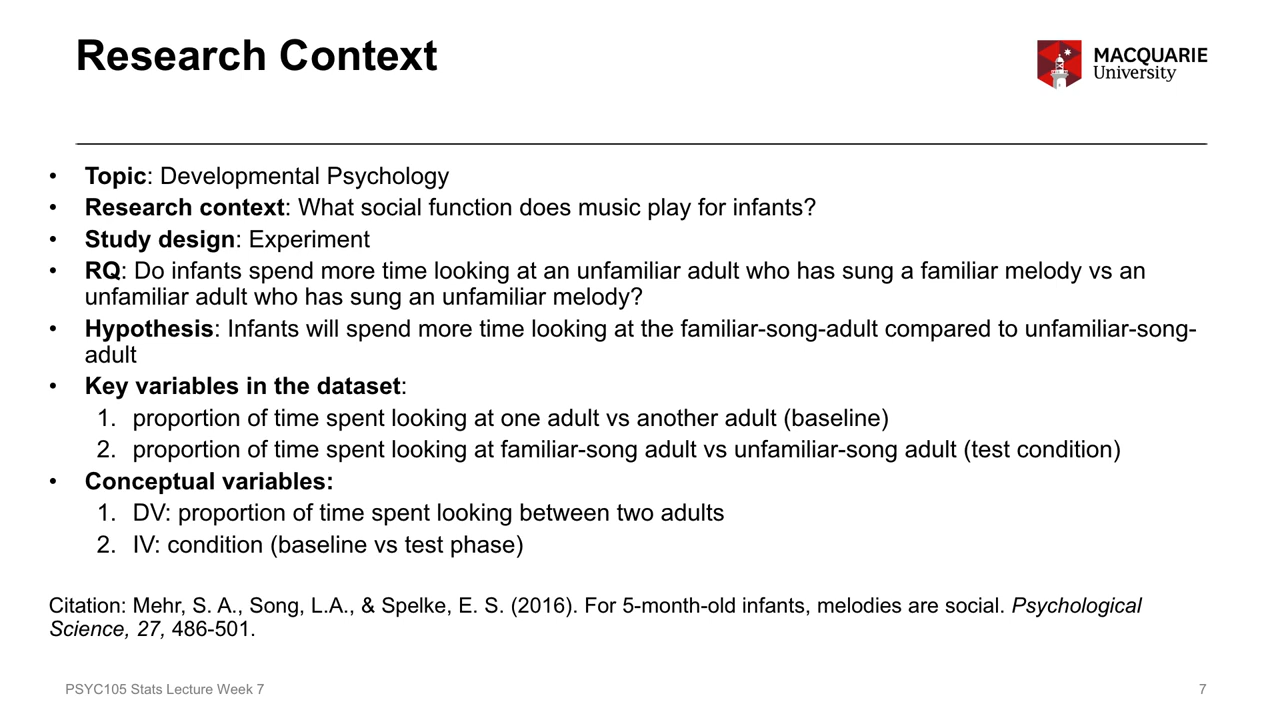 Research Context
MACQUARIE
University
• Topic: Developmental Psychology
• Research context: What social function does music play for infants?
• Study design: Experiment
• RQ: Do infants spend more time looking at an unfamiliar adult who has sung a familiar melody vs an
unfamiliar adult who has sung an unfamiliar melody?
• Hypothesis: Infants will spend more time looking at the familiar-song-adult compared to unfamiliar-song-
adult
• Key variables in the dataset:
1. proportion of time spent looking at one adult vs another adult (baseline)
2. proportion of time spent looking at familiar-song adult vs unfamiliar-song adult (test condition)
• Conceptual variables:
1. DV: proportion of time spent looking between two adults
2. IV: condition (baseline vs test phase)
Citation: Mehr, S. A., Song, L.A., & Spelke, E. S. (2016). For 5-month-old infants, melodies are social. Psychological
Science, 27, 486-501.
PSYC105 Stats Lecture Week 7
7